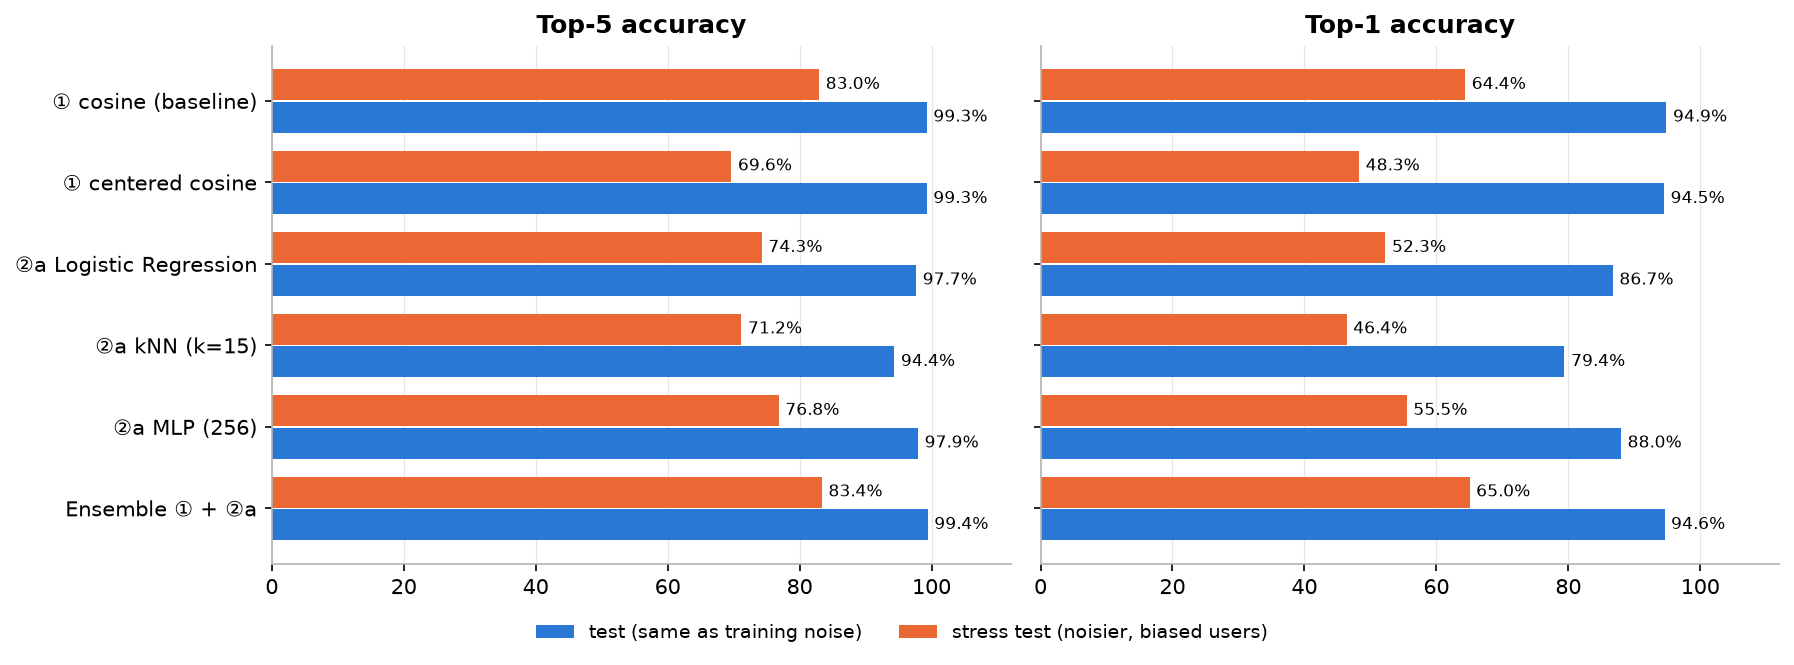 Top-5 accuracy
Top-1 accuracy
① cosine (baseline)
83.0%
99.3%
64.4%
94.9%
① centered cosine
69.6%
99.3%
48.3%
94.5%
②a Logistic Regression
74.3%
97.7%
52.3%
86.7%
②a kNN (k=15)
71.2%
94.4%
46.4%
79.4%
②a MLP (256)
76.8%
97.9%
55.5%
88.0%
Ensemble ① + ②a
83.4%
99.4%
65.0%
94.6%
0 20 40 60 80 100
0 20 40 60 80 100
test (same as training noise)
stress test (noisier, biased users)